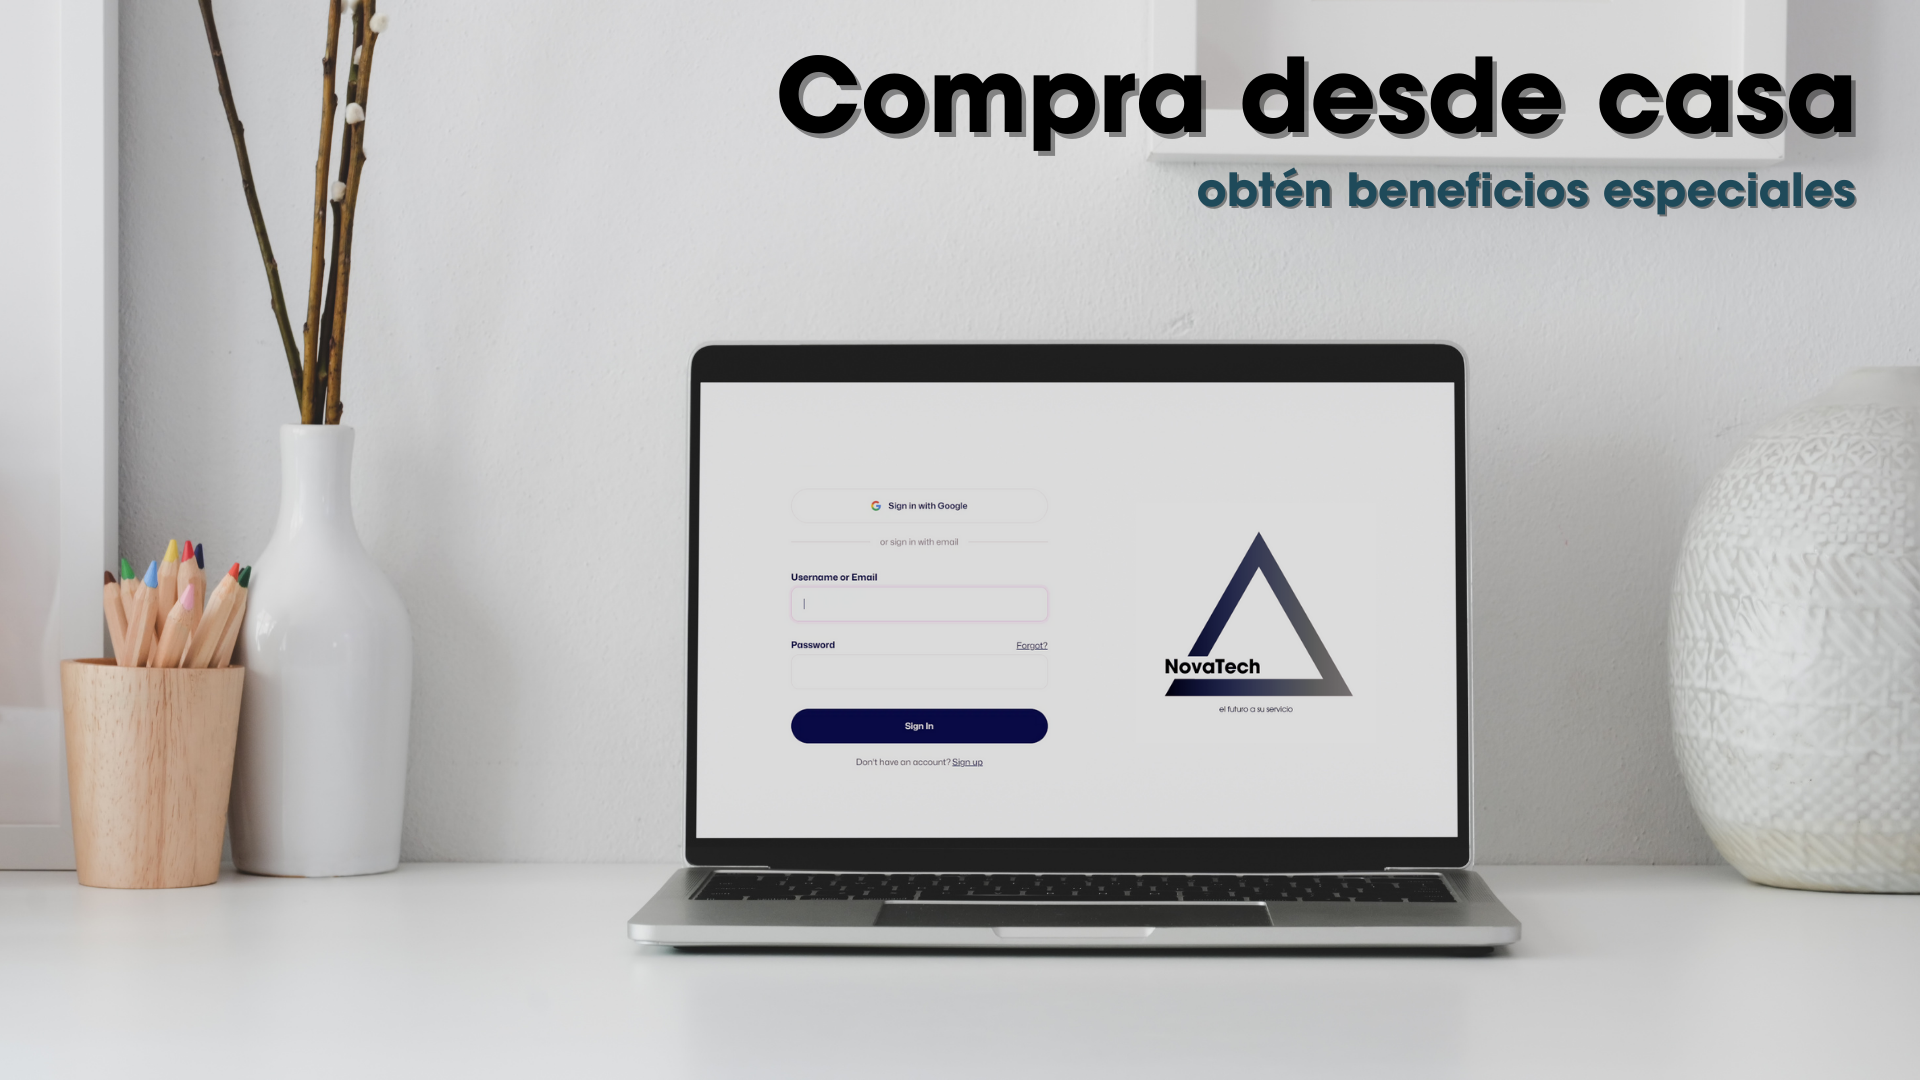 Compra desde casa
obtén beneficios especiales
Sign in with Google
or sign in with email
Username or Email
Password
Forgot?
Sign In
Don't have an account? Sign up
NovaTech
el futuro a su servicio